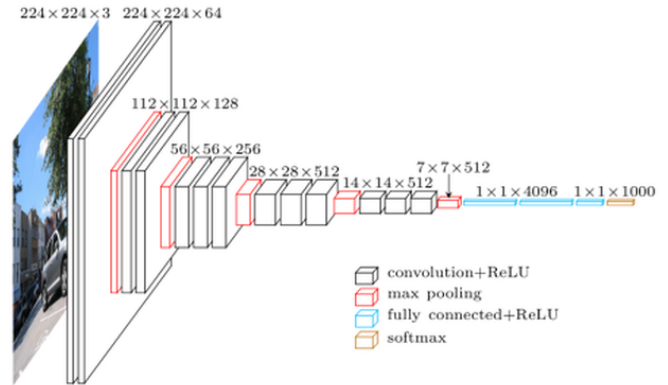 224×224×3
224×224×64
112×112×128
56×56×256
28×28×512
14×14×512
7×7×512
1×1×4096
1×1×1000
convolution+ReLU
max pooling
fully connected+ReLU
softmax